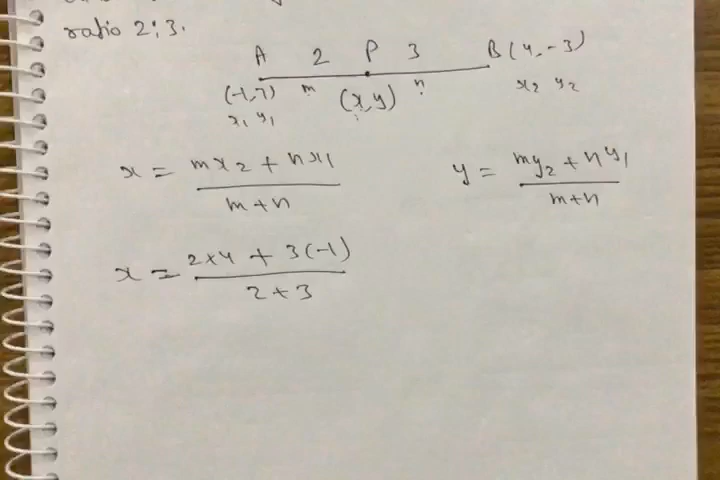 ratio 2:3.
A 2 P 3 B(4,-3)
(-1,7) m (x,y) n x2 y2
x1 y1
x = mx2 + nx1 / m+n y = my2 + ny1 / m+n
x = 2×4 + 3(-1) / 2+3